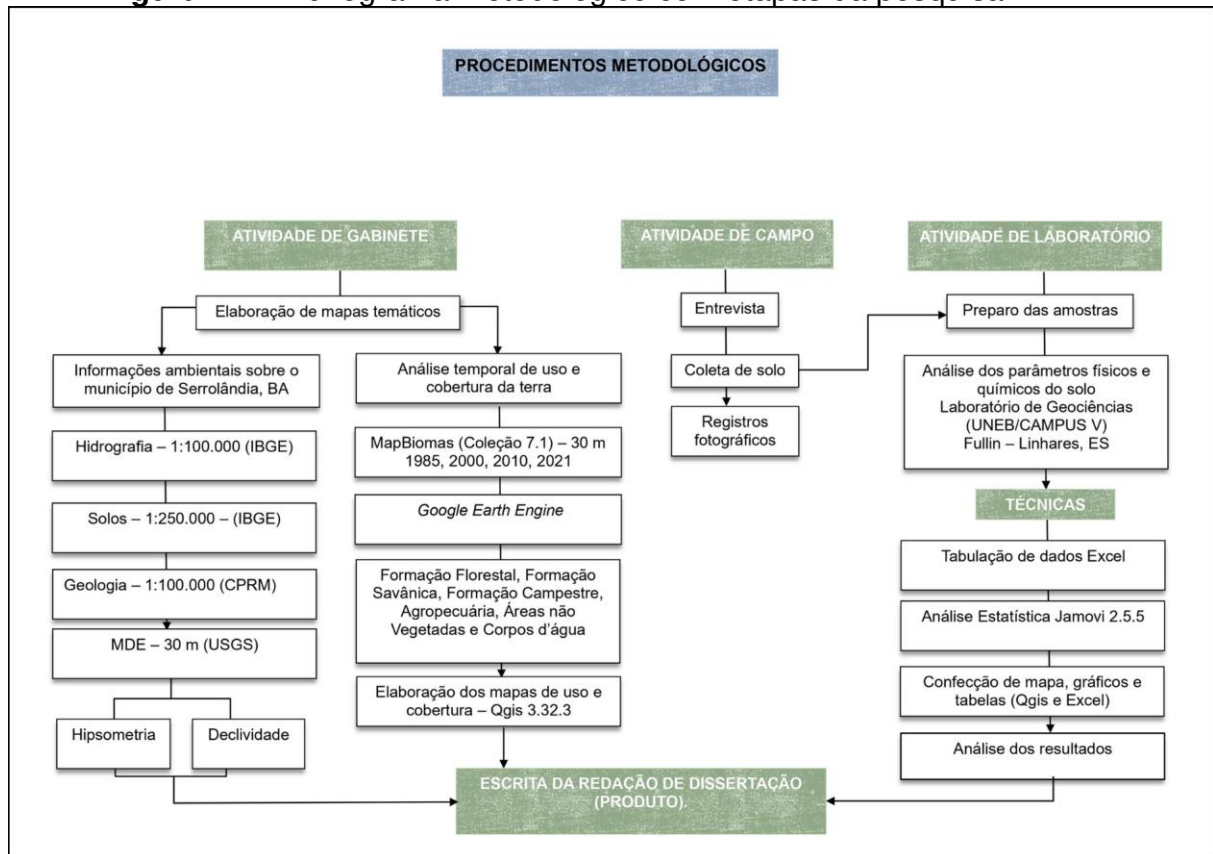 PROCEDIMENTOS METODOLÓGICOS
ATIVIDADE DE GABINETE
Elaboração de mapas temáticos
Informações ambientais sobre o
município de Serrolândia, BA
Hidrografia – 1:100.000 (IBGE)
Solos – 1:250.000 – (IBGE)
Geologia – 1:100.000 (CPRM)
MDE – 30 m (USGS)
Hipsometria
Declividade
Análise temporal de uso e
cobertura da terra
MapBiomas (Coleção 7.1) – 30 m
1985, 2000, 2010, 2021
Google Earth Engine
Formação Florestal, Formação
Savânica, Formação Campestre,
Agropecuária, Áreas não
Vegetadas e Corpos d’água
Elaboração dos mapas de uso e
cobertura – Qgis 3.32.3
ATIVIDADE DE CAMPO
Entrevista
Coleta de solo
Registros
fotográficos
ATIVIDADE DE LABORATÓRIO
Preparo das amostras
Análise dos parâmetros físicos e
químicos do solo
Laboratório de Geociências
(UNEB/CAMPUS V)
Fullin – Linhares, ES
TÉCNICAS
Tabulação de dados Excel
Análise Estatística Jamovi 2.5.5
Confecção de mapa, gráficos e
tabelas (Qgis e Excel)
Análise dos resultados
ESCRITA DA REDAÇÃO DE DISSERTAÇÃO
(PRODUTO).